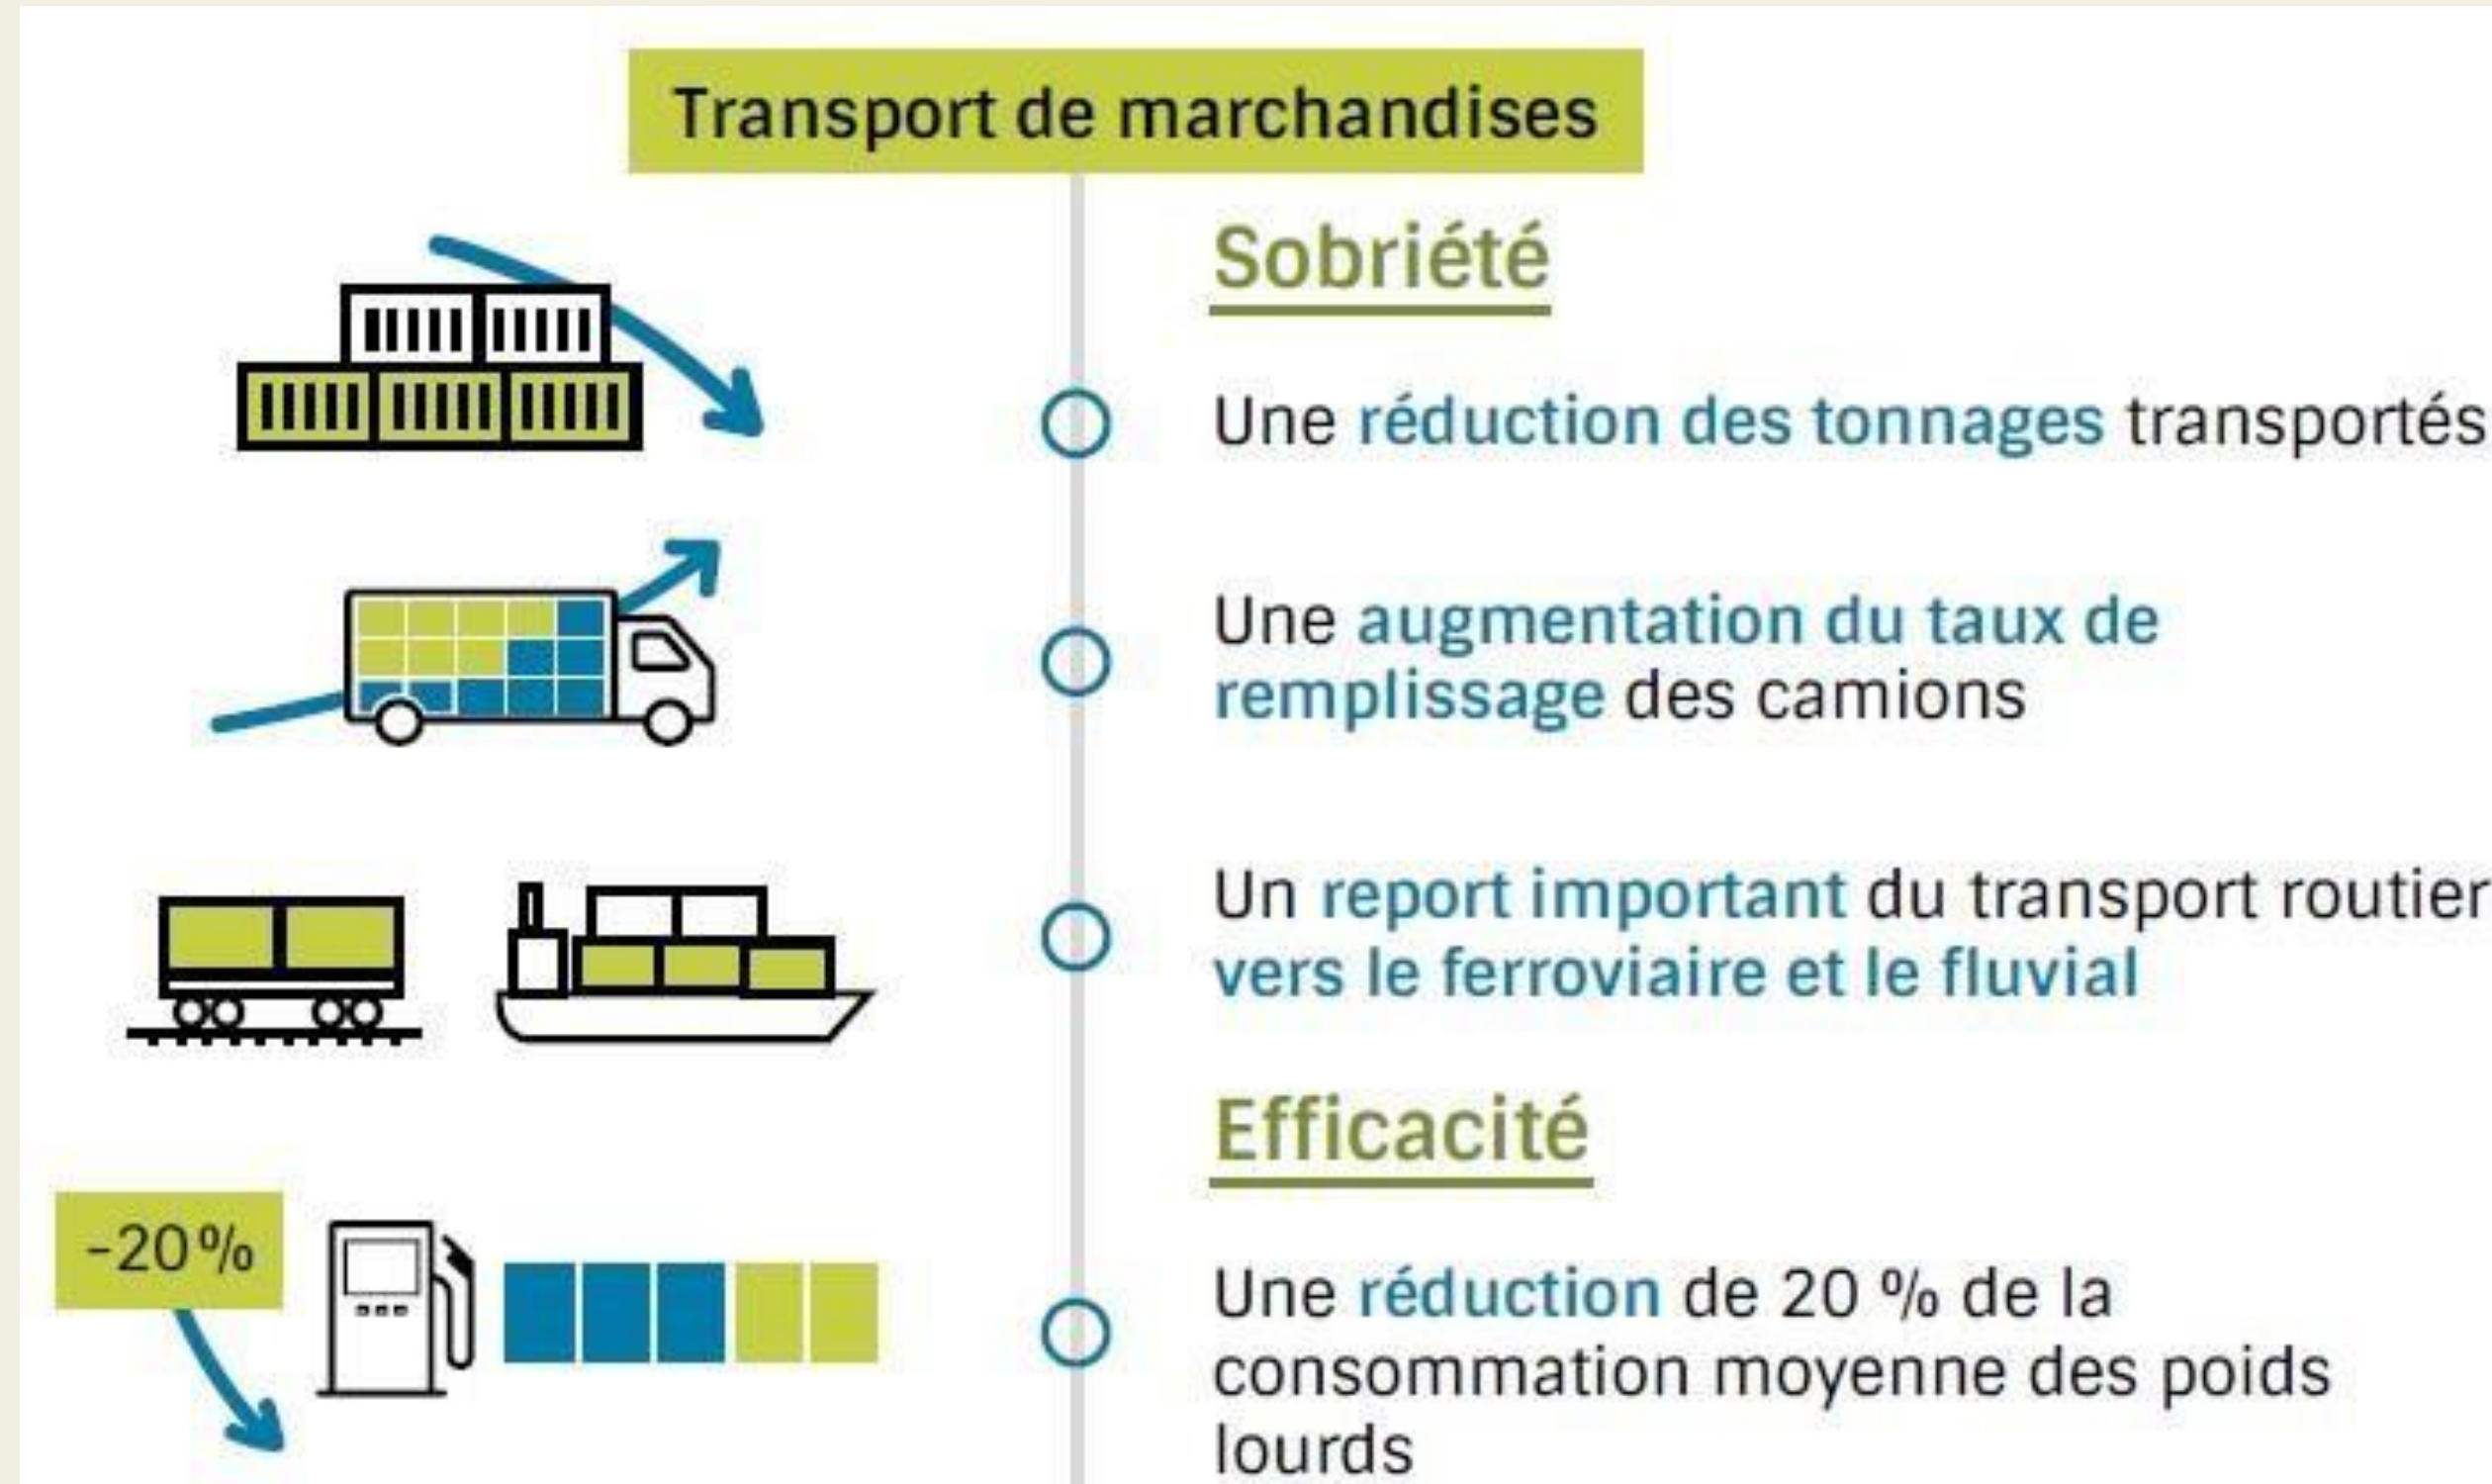 Transport de marchandises
Sobriété
Une réduction des tonnages transportés
Une augmentation du taux de
remplissage des camions
Un report important du transport routier
vers le ferroviaire et le fluvial
Efficacité
-20%
Une réduction de 20 % de la
consommation moyenne des poids
lourds